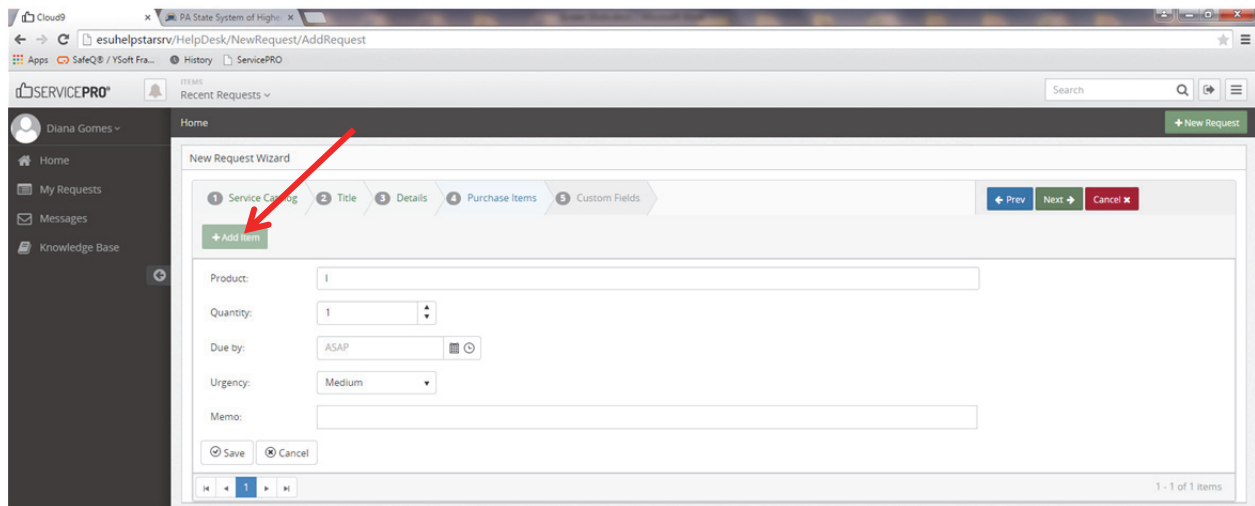 Cloud9 x PA State System of Highe x
esuhelpstarsrv/HelpDesk/NewRequest/AddRequest
Apps SafeQ® / YSoft Fra... History ServicePRO
SERVICEPRO® ITEMS
Recent Requests Search
Diana Gomes Home + New Request
Home
My Requests
Messages
Knowledge Base
New Request Wizard
1 Service Catalog 2 Title 3 Details 4 Purchase Items 5 Custom Fields Prev Next Cancel x
+ Add Item
Product: I
Quantity: 1
Due by: ASAP
Urgency: Medium
Memo:
Save Cancel
1 1 - 1 of 1 items